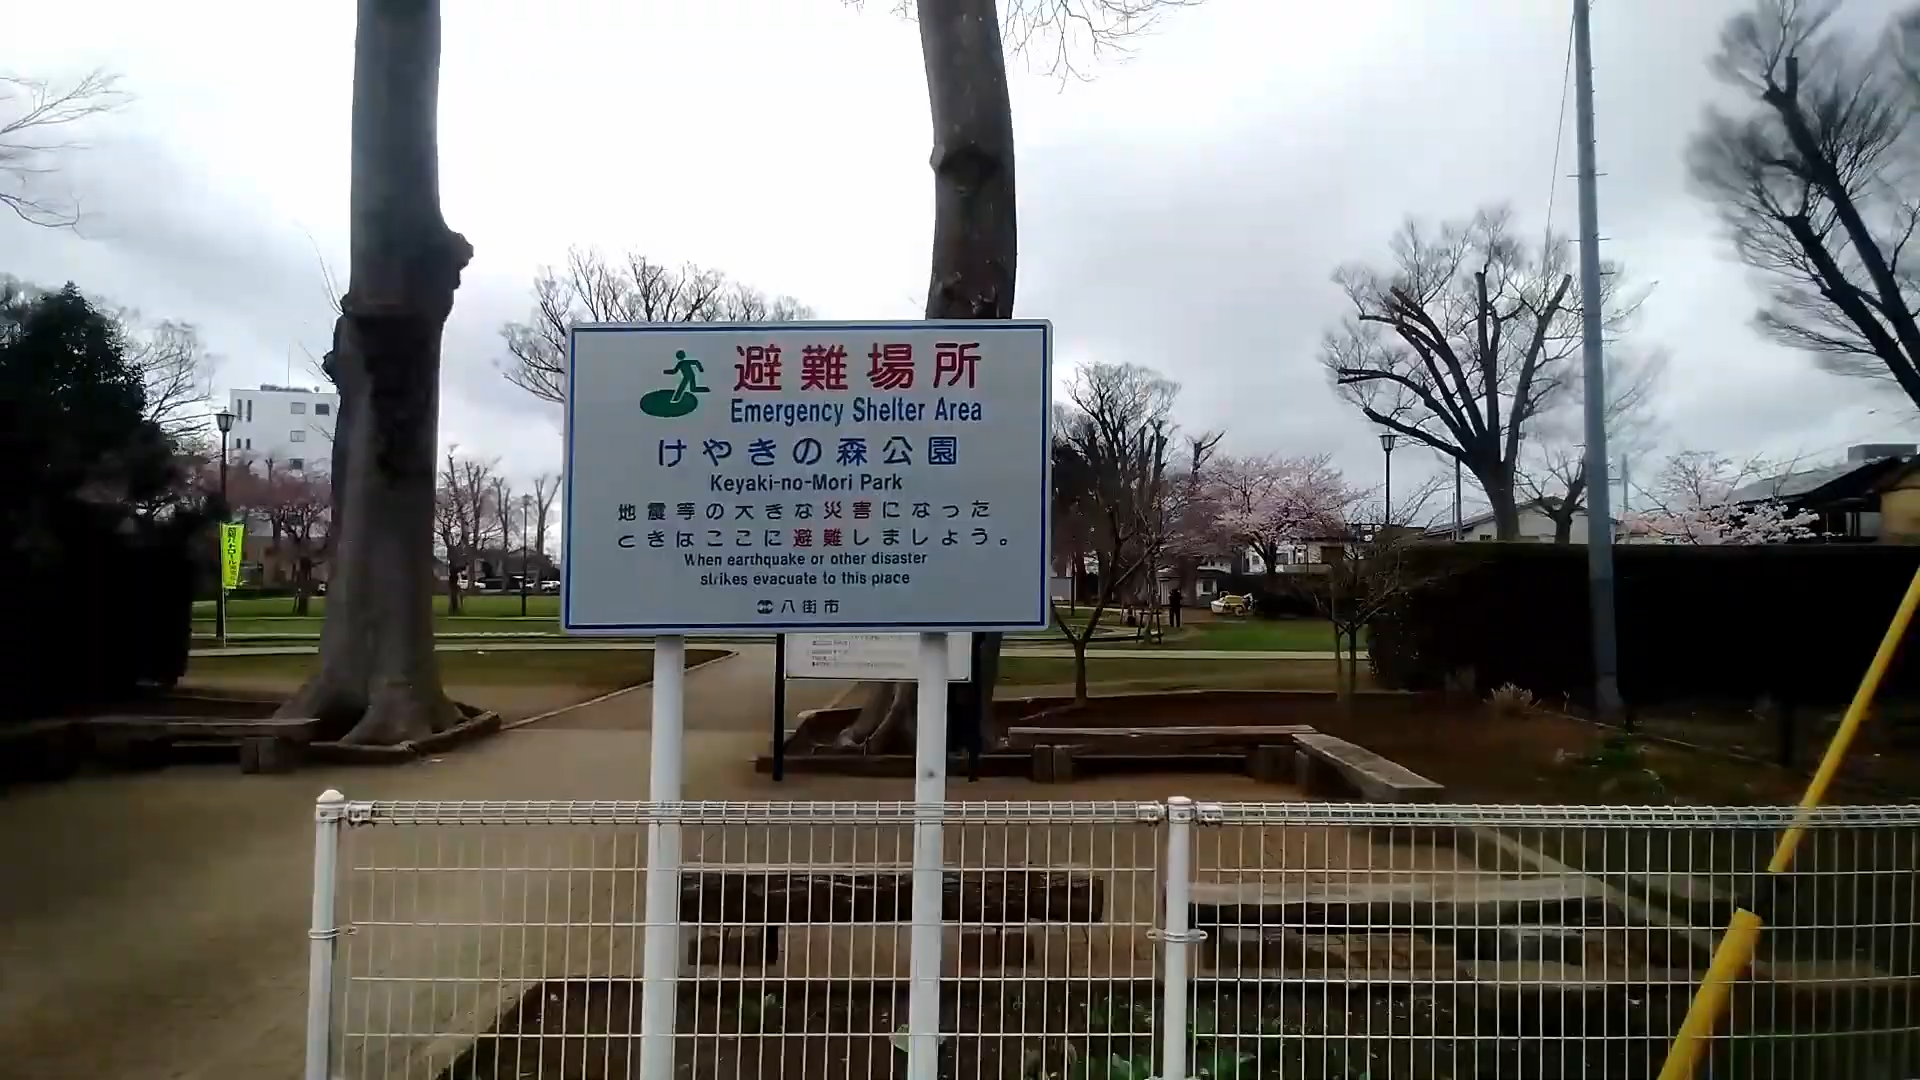 避難場所
Emergency Shelter Area
けやきの森公園
Keyaki-no-Mori Park
地震等の大きな災害になった
ときはここに避難しましょう。
When earthquake or other disaster
strikes evacuate to this place
八街市